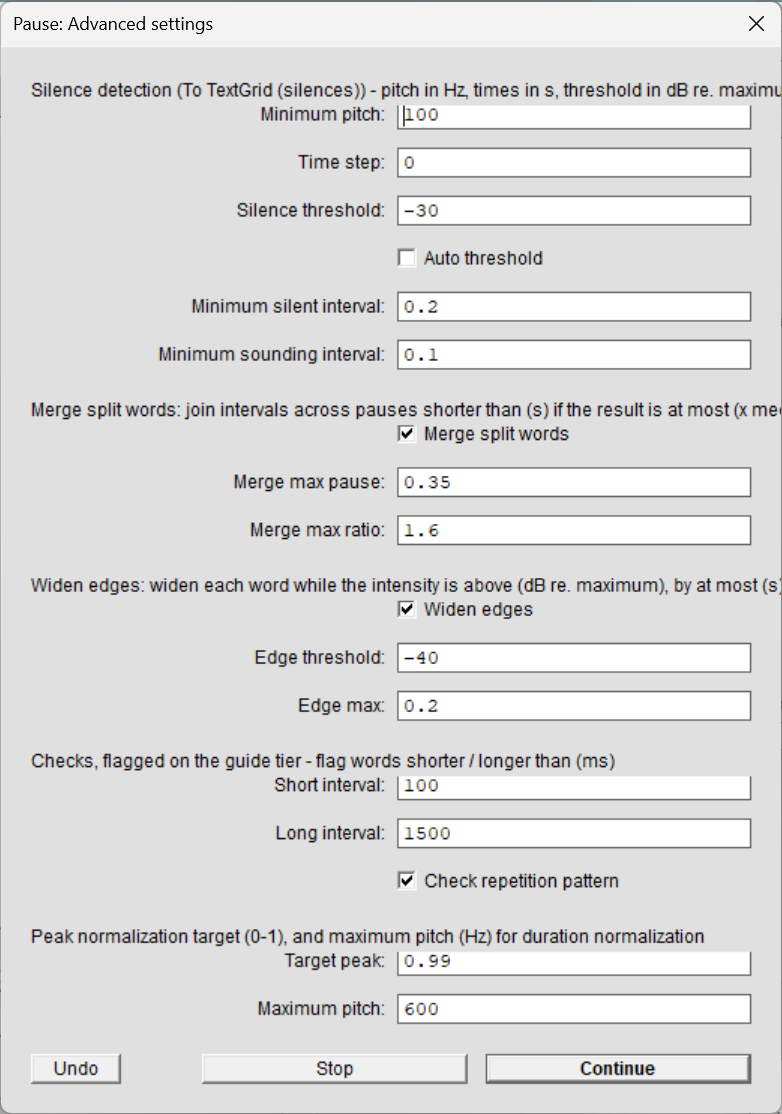 Pause: Advanced settings
Silence detection (To TextGrid (silences)) - pitch in Hz, times in s, threshold in dB re. maximu
Minimum pitch: 100
Time step: 0
Silence threshold: -30
Auto threshold
Minimum silent interval: 0.2
Minimum sounding interval: 0.1
Merge split words: join intervals across pauses shorter than (s) if the result is at most (x me
Merge split words
Merge max pause: 0.35
Merge max ratio: 1.6
Widen edges: widen each word while the intensity is above (dB re. maximum), by at most (s)
Widen edges
Edge threshold: -40
Edge max: 0.2
Checks, flagged on the guide tier - flag words shorter / longer than (ms)
Short interval: 100
Long interval: 1500
Check repetition pattern
Peak normalization target (0-1), and maximum pitch (Hz) for duration normalization
Target peak: 0.99
Maximum pitch: 600
Undo Stop Continue